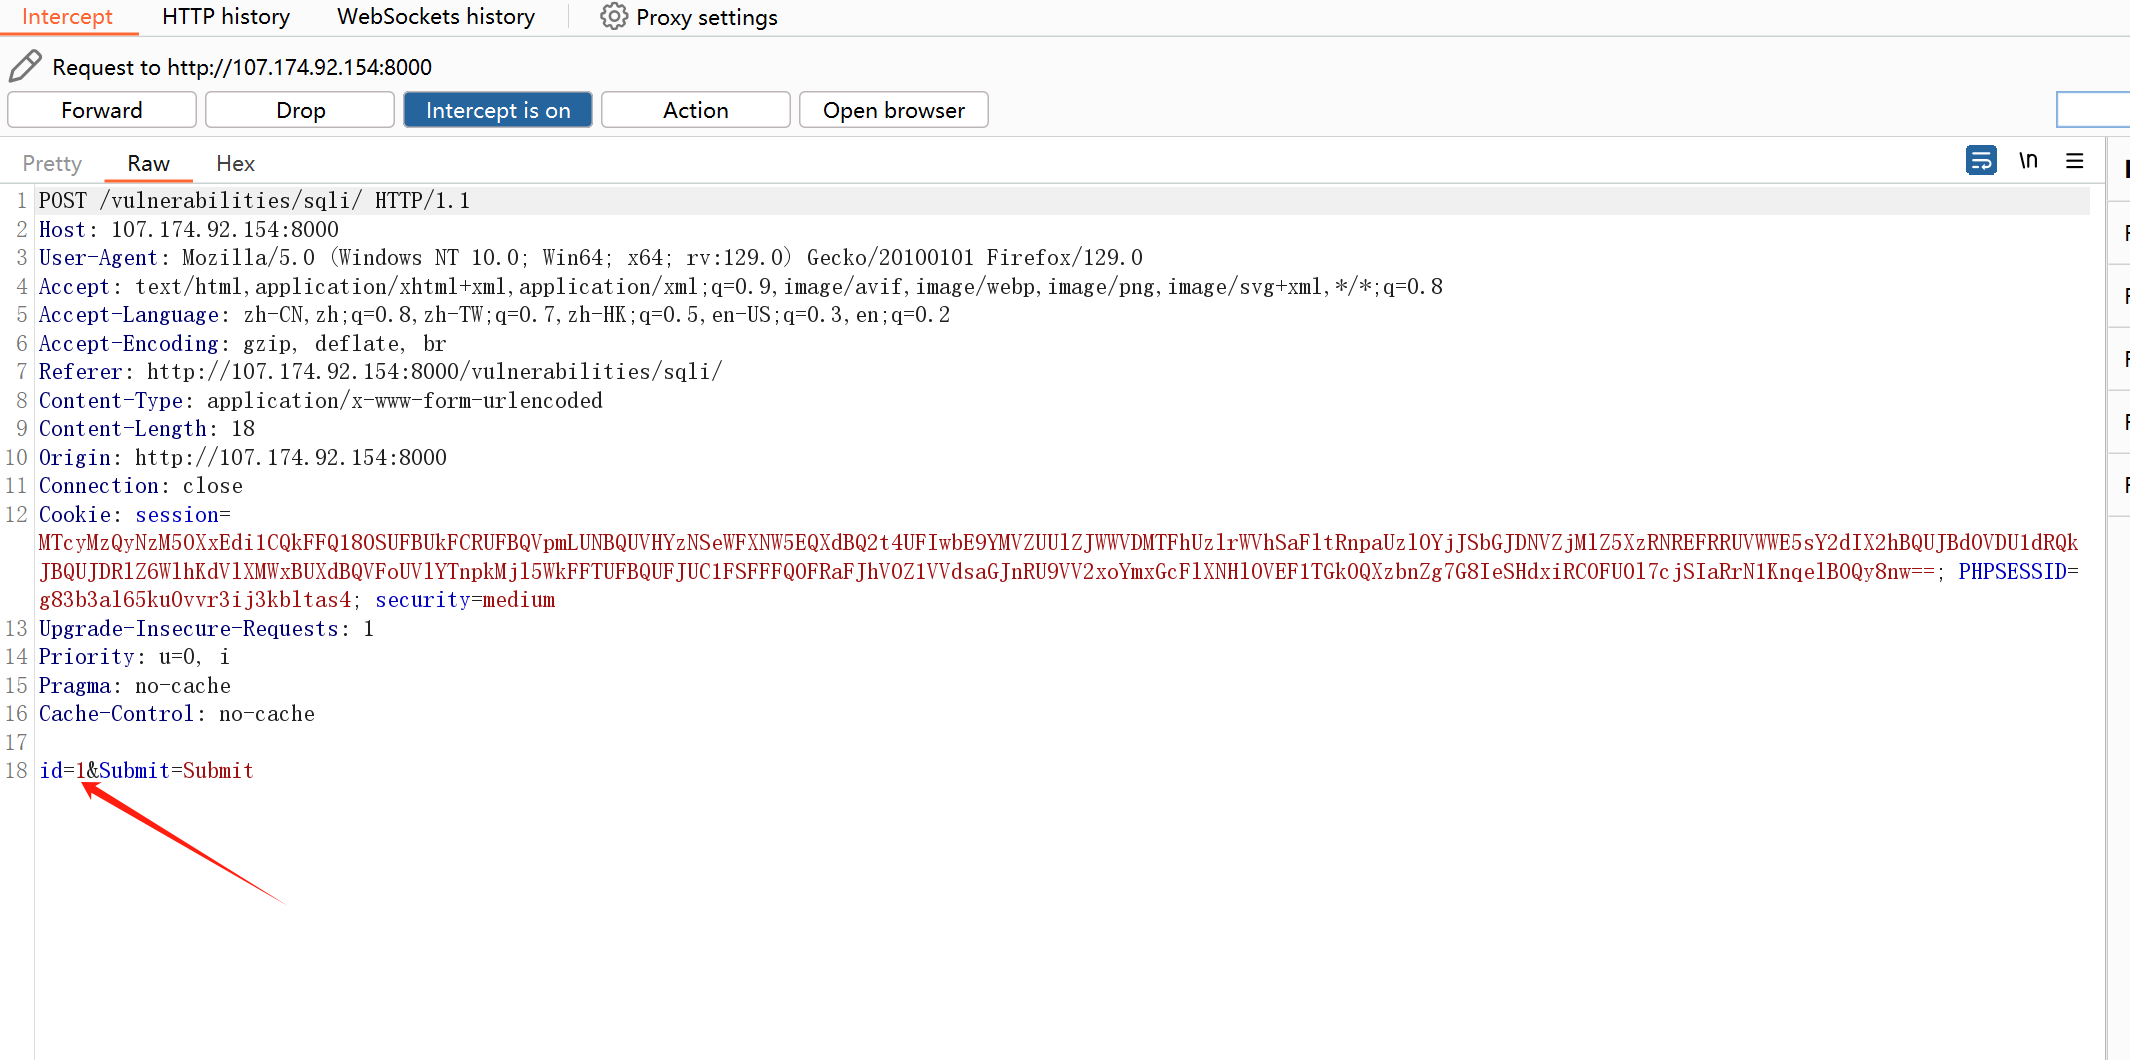 Intercept HTTP history WebSockets history Proxy settings
Request to http://107.174.92.154:8000
Forward Drop Intercept is on Action Open browser
Pretty Raw Hex \n
1 POST /vulnerabilities/sqli/ HTTP/1.1
2 Host: 107.174.92.154:8000
3 User-Agent: Mozilla/5.0 (Windows NT 10.0; Win64; x64; rv:129.0) Gecko/20100101 Firefox/129.0
4 Accept: text/html,application/xhtml+xml,application/xml;q=0.9,image/avif,image/webp,image/png,image/svg+xml,*/*;q=0.8
5 Accept-Language: zh-CN,zh;q=0.8,zh-TW;q=0.7,zh-HK;q=0.5,en-US;q=0.3,en;q=0.2
6 Accept-Encoding: gzip, deflate, br
7 Referer: http://107.174.92.154:8000/vulnerabilities/sqli/
8 Content-Type: application/x-www-form-urlencoded
9 Content-Length: 18
10 Origin: http://107.174.92.154:8000
11 Connection: close
12 Cookie: session=
MTcyMzQyNzM5OXxEdi1CQkFFQ18OSUFBUkFCRUFBQVpmLUNBQUVHYzNSeWFXNW5EQXdBQ2t4UFIwbE9YMVZUUlZJWWVDMTFhUzlrWVhSaFltRnpaUzlOYjJSbGJDNVZjMlZ5XzRNREFRRUVWWE5sY2dIX2hBQUJBd0VDU1dRQk
JBQUJDRlZ6WlhKdVlXMWxBUXdBQVFoUVlYTnpkMjl5WkFFTUFBQUFJUC1FSFFFQOFRaFJhVOZ1VVdsaGJnRU9VV2xoYmxGcFlXNHlOVEF1TGk0QXzbnZg7G8IeSHdxiRCOFUOl7cjSIaRrN1KnqelBOQy8nw==; PHPSESSID=
g83b3al65ku0vvr3ij3kbltas4; security=medium
13 Upgrade-Insecure-Requests: 1
14 Priority: u=0, i
15 Pragma: no-cache
16 Cache-Control: no-cache
17
18 id=1&Submit=Submit